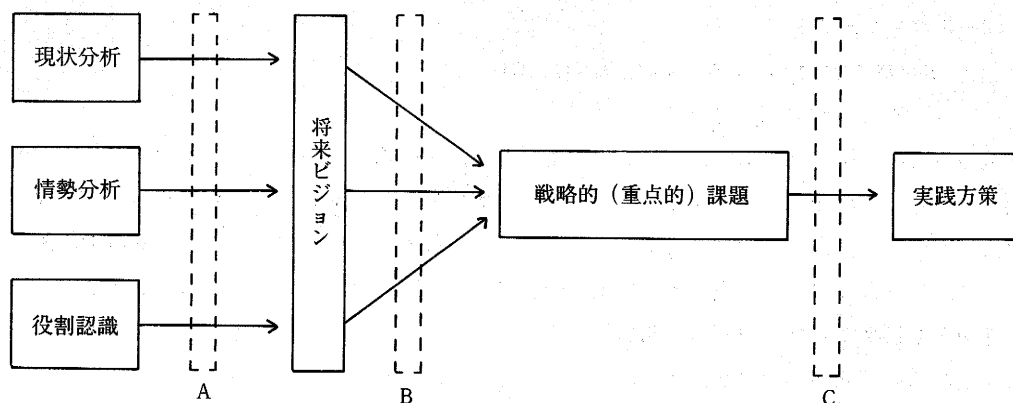 現状分析
情勢分析
役割認識
将来ビジョン
戦略的（重点的）課題
実践方策
A
B
C